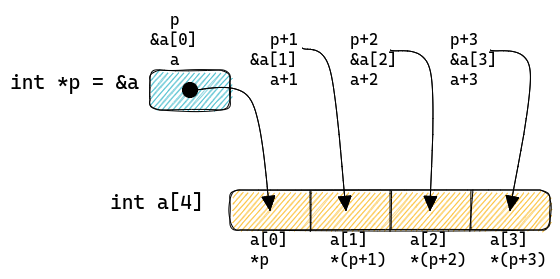 p
&a[0]
a
int *p = &a
p+1
&a[1]
a+1
p+2
&a[2]
a+2
p+3
&a[3]
a+3
int a[4]
a[0]
*p
a[1]
*(p+1)
a[2]
*(p+2)
a[3]
*(p+3)